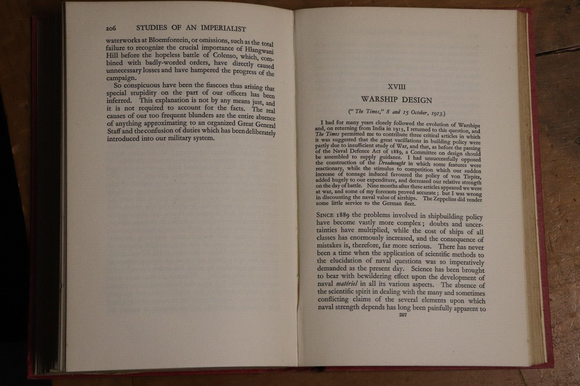 206 STUDIES OF AN IMPERIALIST
waterworks at Bloemfontein, or omissions, such as the total
failure to recognize the crucial importance of Hlangwani
Hill before the hopeless battle of Colenso, which, com-
bined with badly-worded orders, have directly caused
unnecessary losses and have hampered the progress of the
campaign.
So conspicuous have been the fiascos thus arising that
special stupidity on the part of our officers has been
inferred. This explanation is not by any means just, and
it is not required to account for the facts. The real
causes of our too frequent blunders are the entire absence
of anything approximating to an organized Great General
Staff and the confusion of duties which has been deliberately
introduced into our military system.
XVIII
WARSHIP DESIGN
("The Times," 8 and 15 October, 1913.)
I had for many years closely followed the evolution of Warships
and, on returning from India in 1913, I returned to this question, and
The Times permitted me to contribute three critical articles in which
it was suggested that the great vacillations in building policy were
partly due to insufficient study of War, and that, as before the passing
of the Naval Defence Act of 1889, a Committee on design should
be assembled to supply guidance. I had unsuccessfully opposed
the construction of the Dreadnought in which some features were
reactionary, while the stimulus to competition which our sudden
increase of tonnage induced favoured the policy of von Tirpitz,
added hugely to our expenditure, and decreased our relative strength
on the day of battle. Nine months after these articles appeared we were
at war, and some of my forecasts proved accurate; but I was wrong
in discounting the naval value of airships. The Zeppelins did render
some little service to the German fleet.
SINCE 1889 the problems involved in shipbuilding policy
have become vastly more complex; doubts and uncer-
tainties have multiplied, while the cost of ships of all
classes has enormously increased, and the consequence of
mistakes is, therefore, far more serious. There has never
been a time when the application of scientific methods to
the elucidation of naval questions was so imperatively
demanded as the present day. Science has been brought
to bear with bewildering effect upon the development of
naval matériel in all its various aspects. The absence of
the scientific spirit in dealing with the many and sometimes
conflicting claims of the several elements upon which
naval strength depends has long been painfully apparent to
207